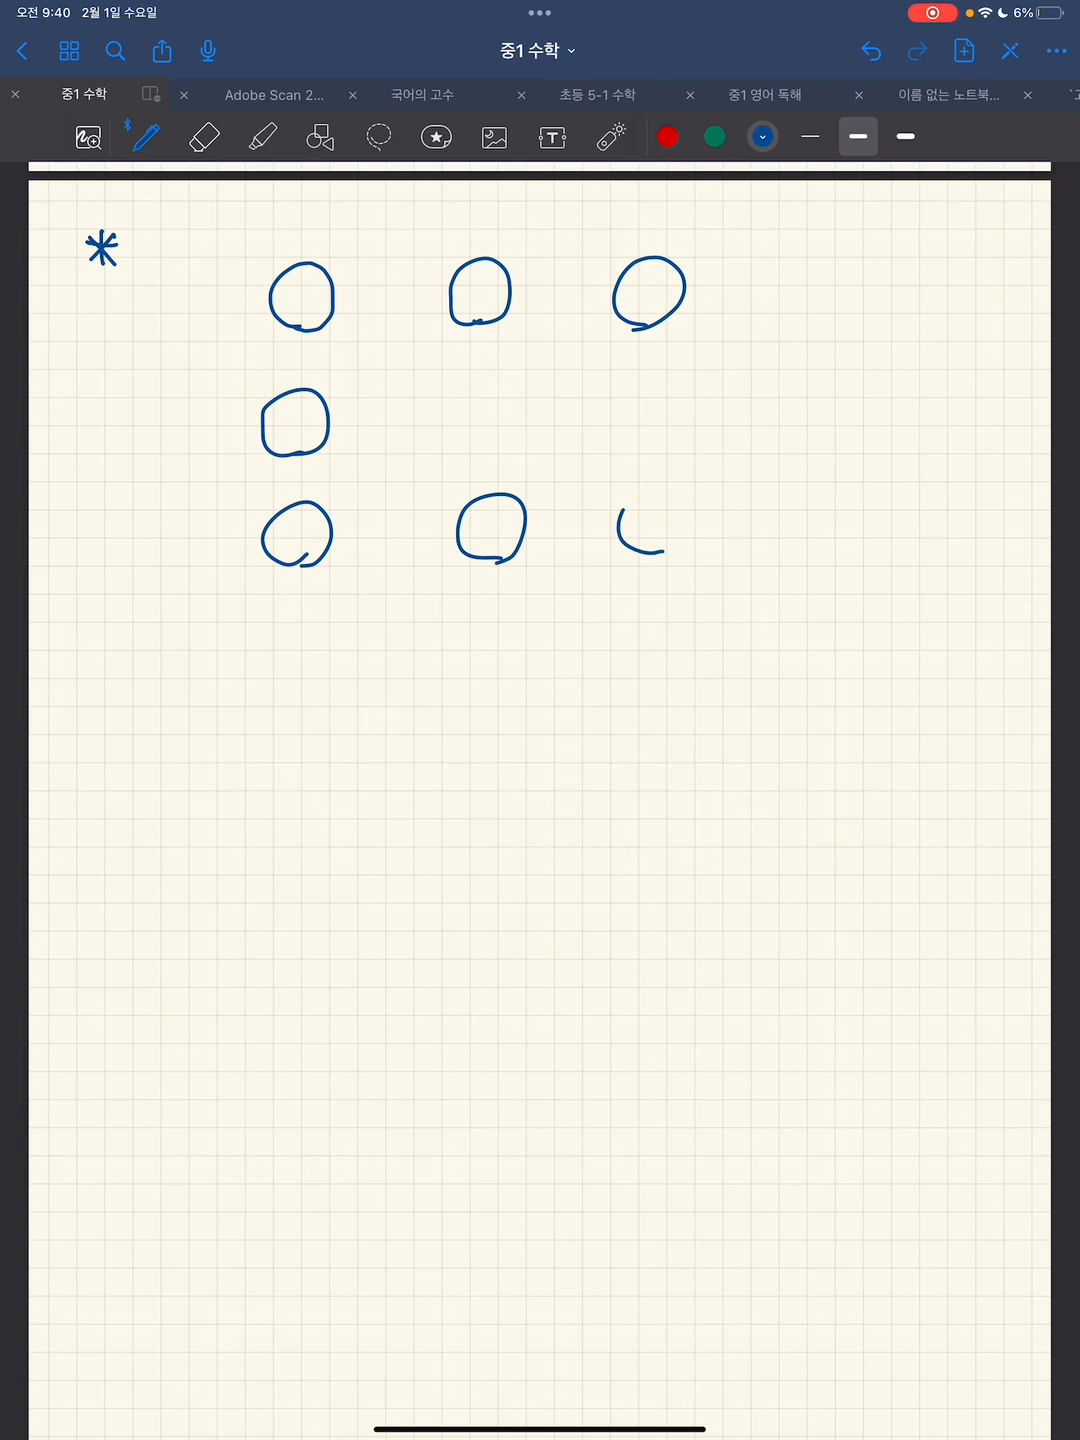 오전 9:40 2월 1일 수요일 6%
중1 수학
중1 수학 Adobe Scan 2... 국어의 고수 초등 5-1 수학 중1 영어 독해 이름 없는 노트북...
T
*